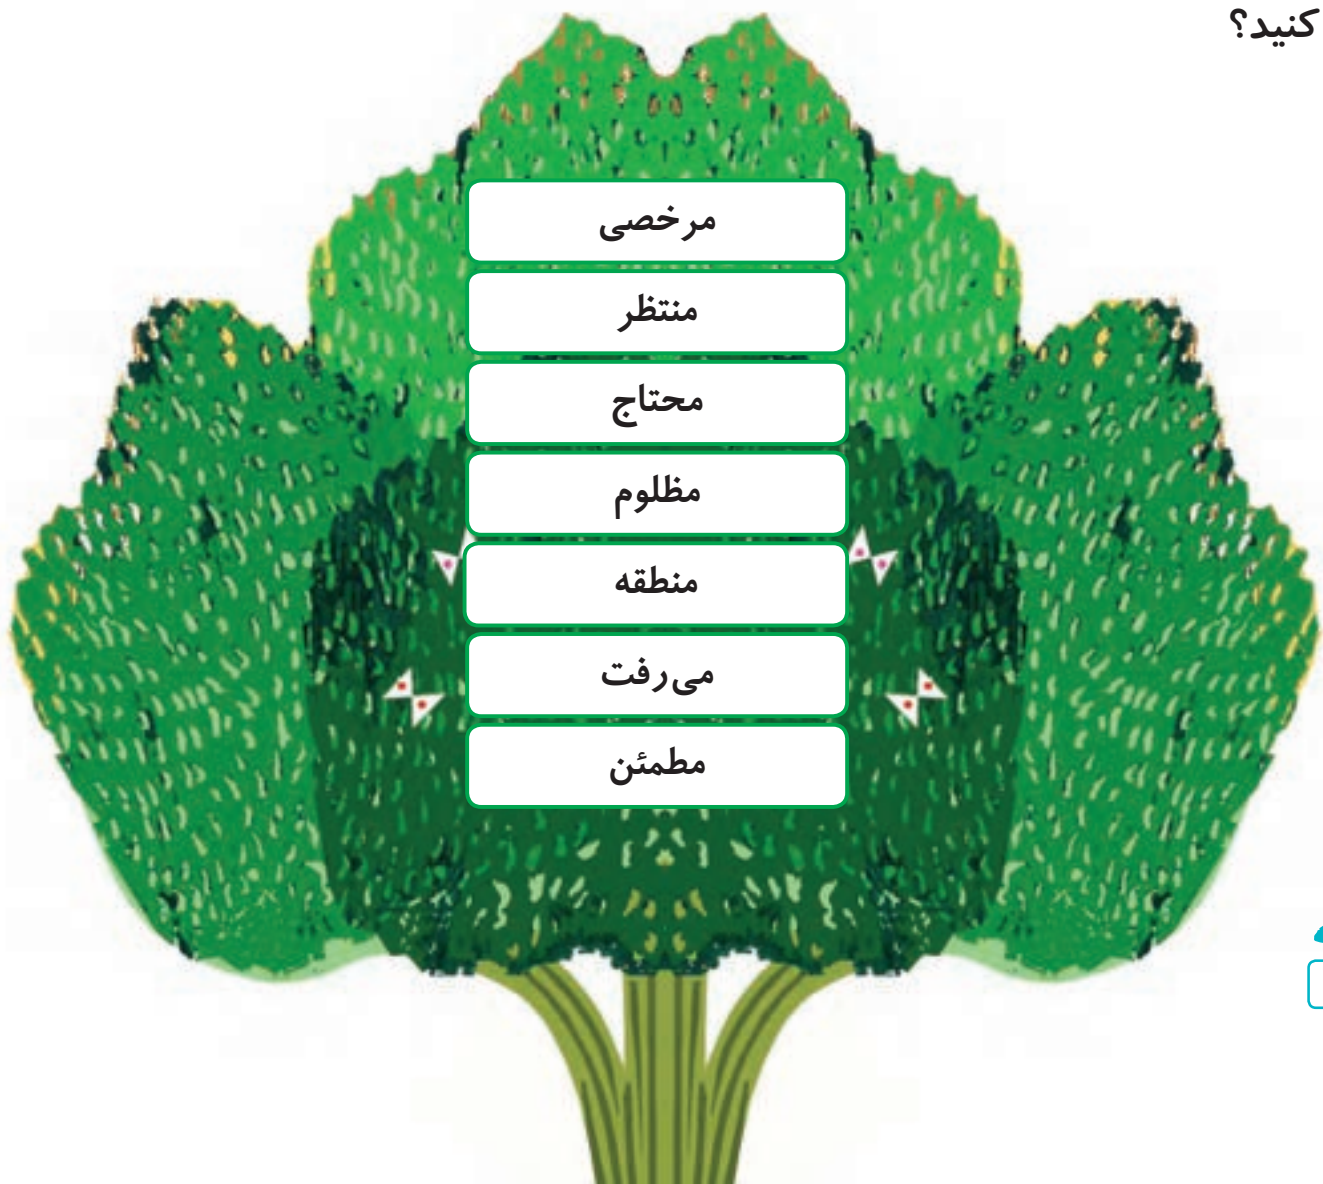 کنید؟
مرخصی
منتظر
محتاج
مظلوم
منطقه
می‌رفت
مطمئن